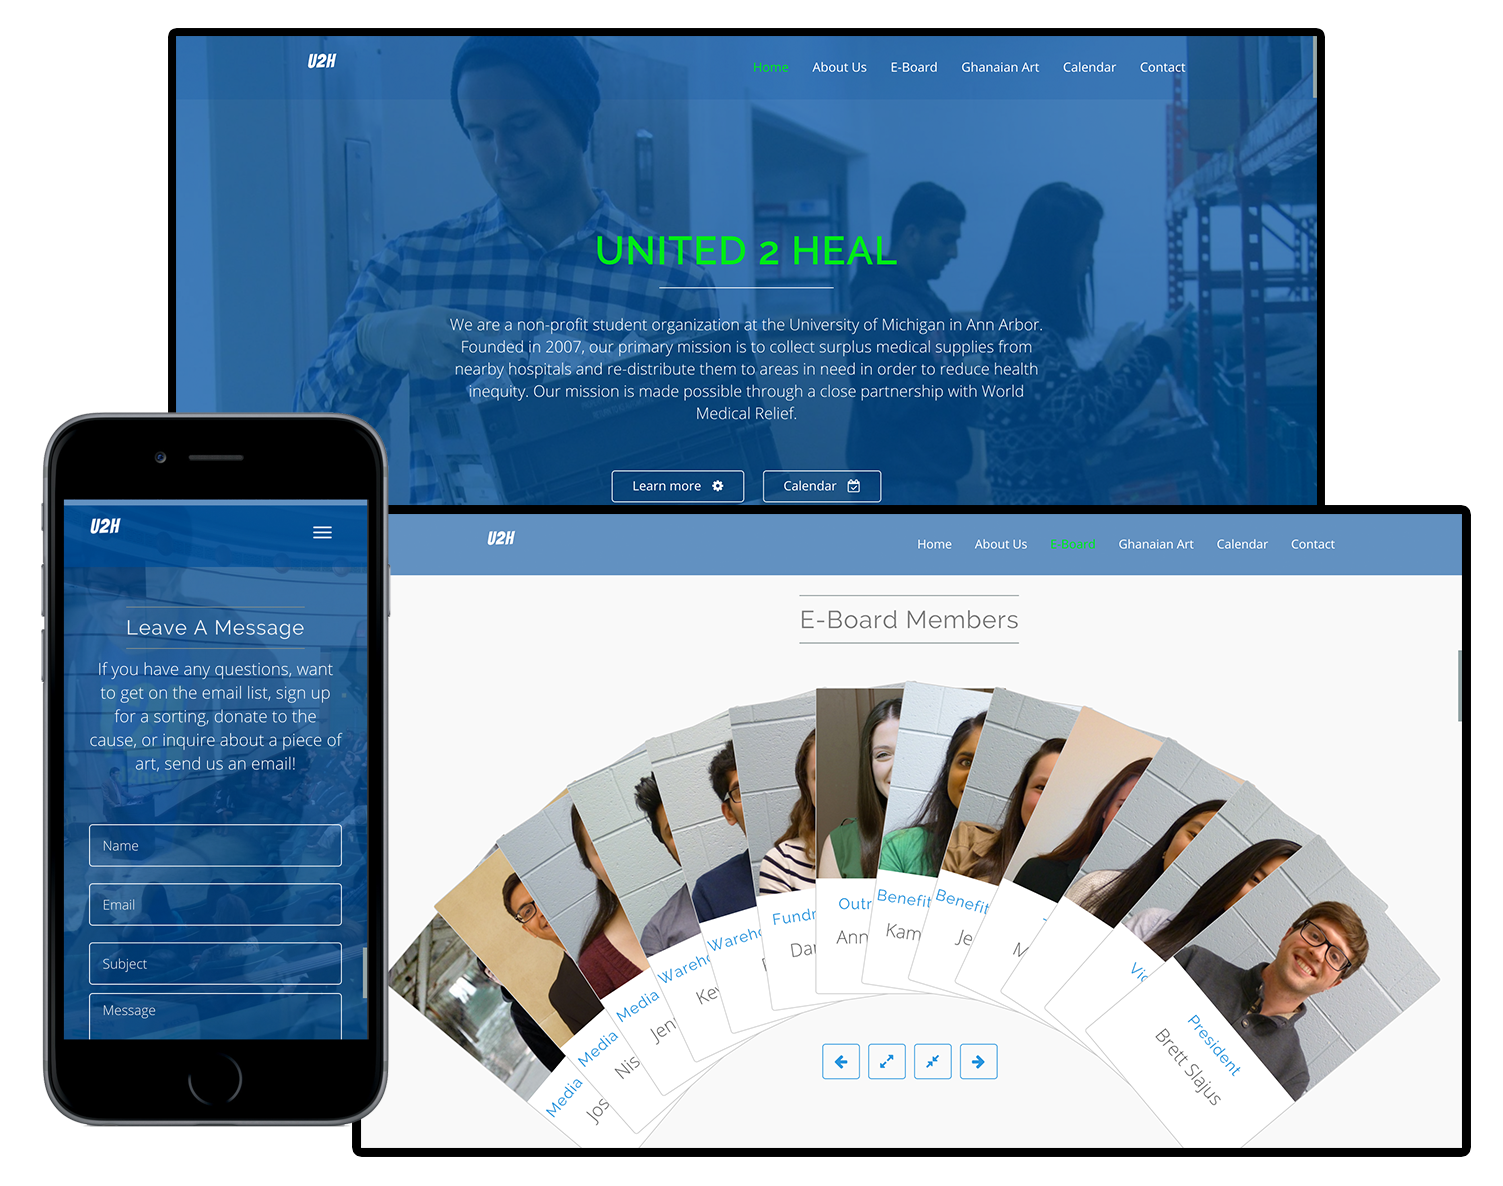 U2H
Home About Us E-Board Ghanaian Art Calendar Contact
UNITED 2 HEAL
We are a non-profit student organization at the University of Michigan in Ann Arbor.
Founded in 2007, our primary mission is to collect surplus medical supplies from
nearby hospitals and re-distribute them to areas in need in order to reduce health
inequity. Our mission is made possible through a close partnership with World
Medical Relief.
Learn more
Calendar
U2H
Leave A Message
If you have any questions, want
to get on the email list, sign up
for a sorting, donate to the
cause, or inquire about a piece of
art, send us an email!
Name
Email
Subject
Message
U2H
Home About Us E-Board Ghanaian Art Calendar Contact
E-Board Members
Media
Jos
Media
Nis
Media
Jen
Wareho
Key
Wareho
Fundr
Dar
Outr
Ann
Benefit
Kam
Benefit
Je
M
Vic
President
Brett Slajus